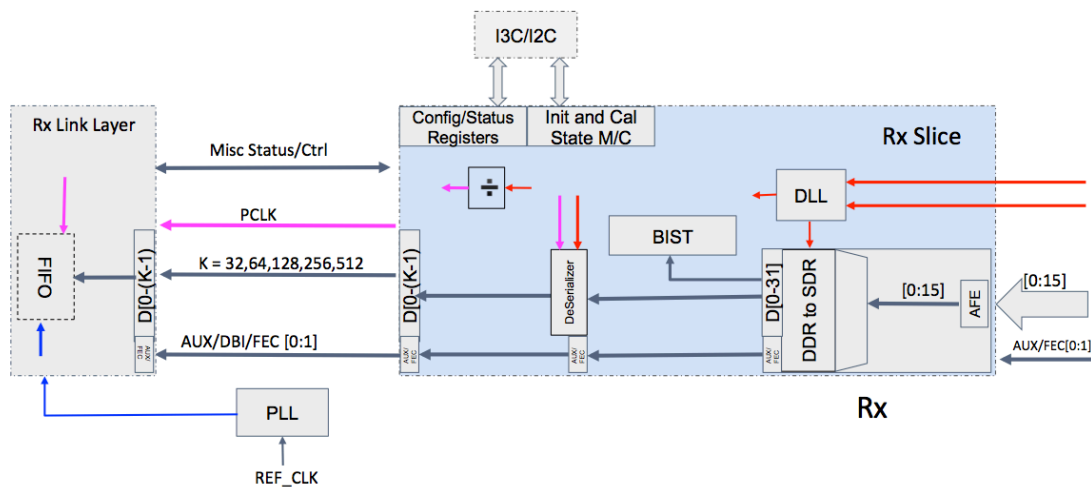 I3C/I2C
Rx Link Layer
Config/Status
Registers
Init and Cal
State M/C
Rx Slice
Misc Status/Ctrl
÷
DLL
PCLK
BIST
FIFO
D[0-(K-1)
K = 32,64,128,256,512
D[0-(K-1)
DeSerializer
D[0-31]
DDR to SDR
[0:15]
AFE
[0:15]
AUX/
FEC
AUX/DBI/FEC [0:1]
AUX/
FEC
AUX/
FEC
AUX/
FEC
AUX/FEC[0:1]
PLL
Rx
REF_CLK